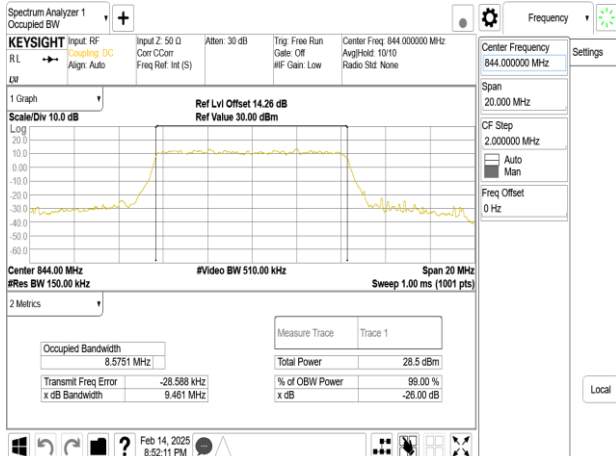 Spectrum Analyzer 1
Occupied BW
+
Frequency
KEYSIGHT
Input: RF
Coupling: DC
Align: Auto
Input Z: 50 Ω
Corr CCorr
Freq Ref: Int (S)
Atten: 30 dB
Trig: Free Run
Gate: Off
#IF Gain: Low
Center Freq: 844.000000 MHz
Avg|Hold: 10/10
Radio Std: None
R L
LXI
Center Frequency
844.000000 MHz
Settings
Span
20.000 MHz
CF Step
2.000000 MHz
Auto
Man
Freq Offset
0 Hz
Local
1 Graph
Scale/Div 10.0 dB
Ref Lvl Offset 14.26 dB
Ref Value 30.00 dBm
Log
20.0
10.0
0.00
-10.0
-20.0
-30.0
-40.0
-50.0
-60.0
Center 844.00 MHz
#Res BW 150.00 kHz
#Video BW 510.00 kHz
Span 20 MHz
Sweep 1.00 ms (1001 pts)
2 Metrics
Measure Trace Trace 1
Occupied Bandwidth
8.5751 MHz
Total Power 28.5 dBm
Transmit Freq Error -28.588 kHz
% of OBW Power 99.00 %
x dB Bandwidth 9.461 MHz
x dB -26.00 dB
?
Feb 14, 2025
8:52:11 PM